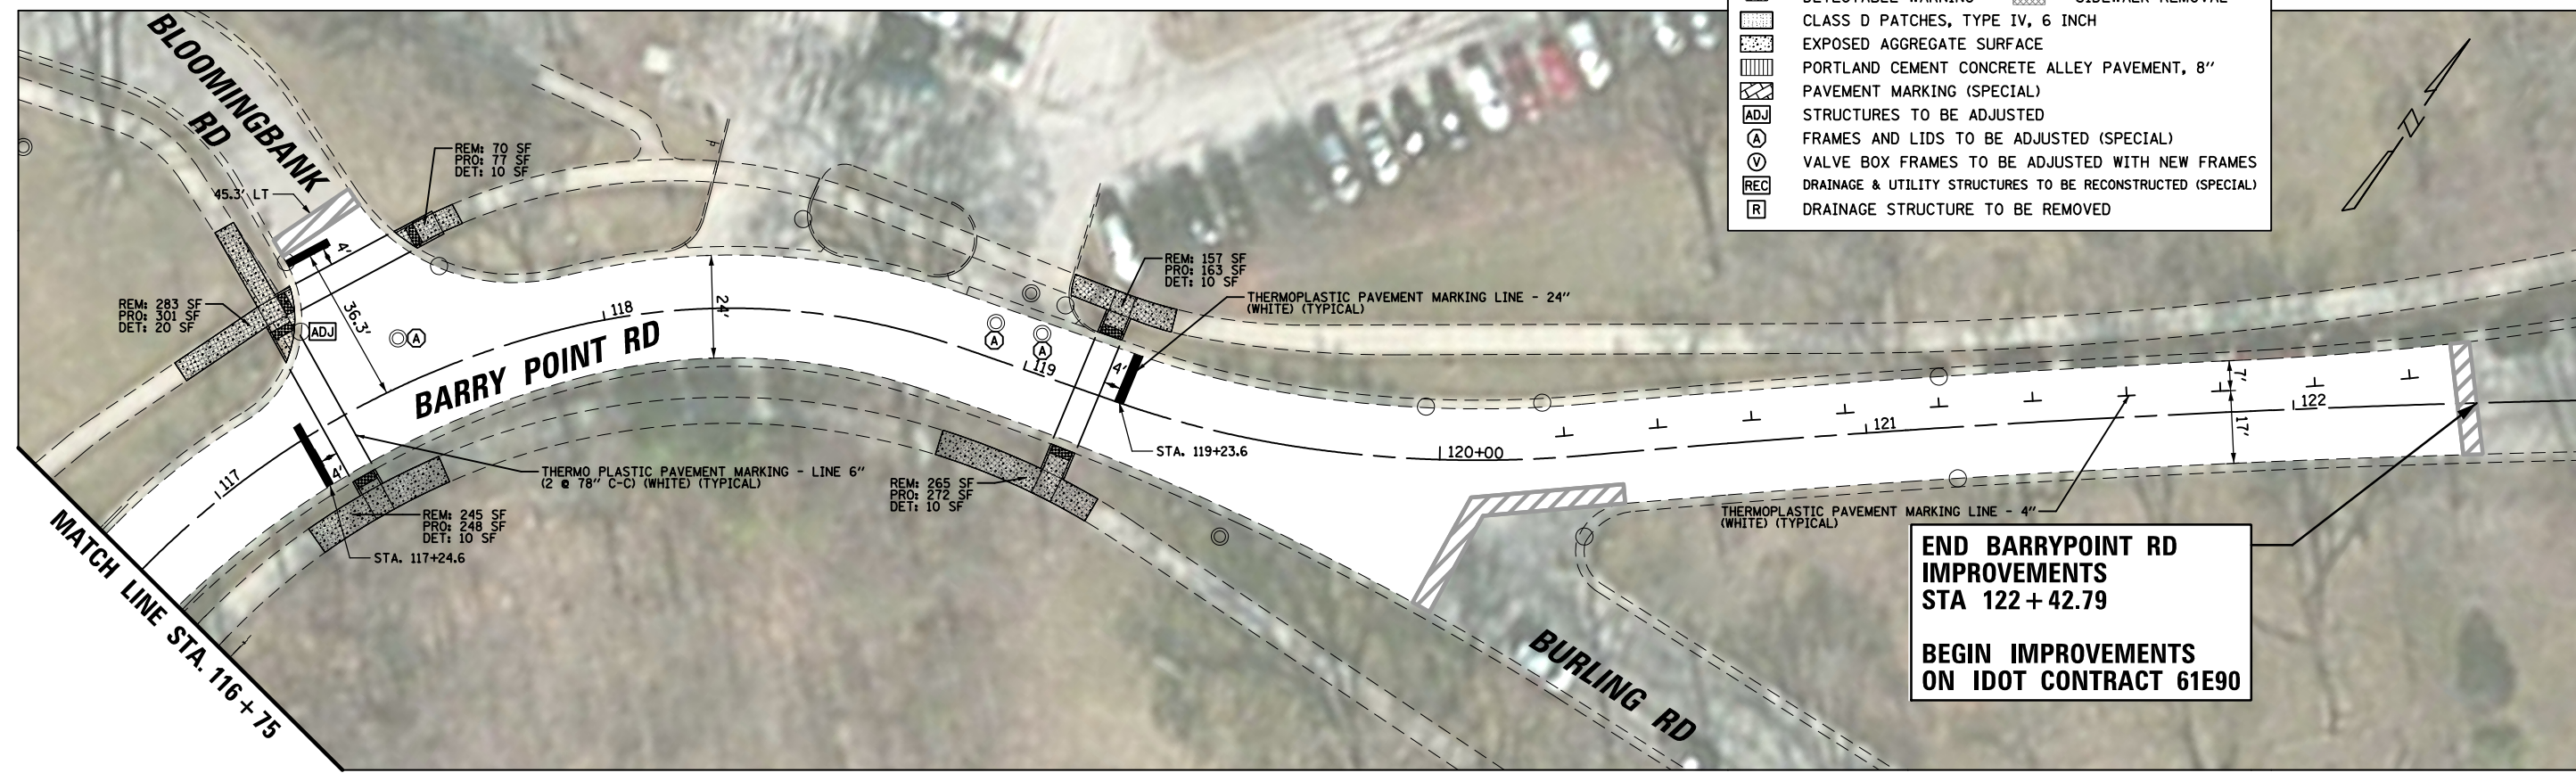 DETECTABLE WARNING
SIDEWALK REMOVAL
CLASS D PATCHES, TYPE IV, 6 INCH
EXPOSED AGGREGATE SURFACE
PORTLAND CEMENT CONCRETE ALLEY PAVEMENT, 8"
PAVEMENT MARKING (SPECIAL)
ADJ STRUCTURES TO BE ADJUSTED
A FRAMES AND LIDS TO BE ADJUSTED (SPECIAL)
V VALVE BOX FRAMES TO BE ADJUSTED WITH NEW FRAMES
REC DRAINAGE & UTILITY STRUCTURES TO BE RECONSTRUCTED (SPECIAL)
R DRAINAGE STRUCTURE TO BE REMOVED
BLOOMINGBANK
RD
REM: 70 SF
PRO: 77 SF
DET: 10 SF
45.3' LT
4'
36.3'
REM: 283 SF
PRO: 301 SF
DET: 20 SF
ADJ
A
118
24'
BARRY POINT RD
A
A
119
REM: 157 SF
PRO: 163 SF
DET: 10 SF
THERMOPLASTIC PAVEMENT MARKING LINE - 24"
(WHITE) (TYPICAL)
4'
STA. 119+23.6
117
4'
THERMO PLASTIC PAVEMENT MARKING - LINE 6"
(2 @ 78" C-C) (WHITE) (TYPICAL)
REM: 245 SF
PRO: 248 SF
DET: 10 SF
STA. 117+24.6
REM: 265 SF
PRO: 272 SF
DET: 10 SF
120+00
121
122
7'
17'
THERMOPLASTIC PAVEMENT MARKING LINE - 4"
(WHITE) (TYPICAL)
MATCH LINE STA. 116+75
BURLING RD
END BARRYPOINT RD
IMPROVEMENTS
STA 122+42.79
BEGIN IMPROVEMENTS
ON IDOT CONTRACT 61E90